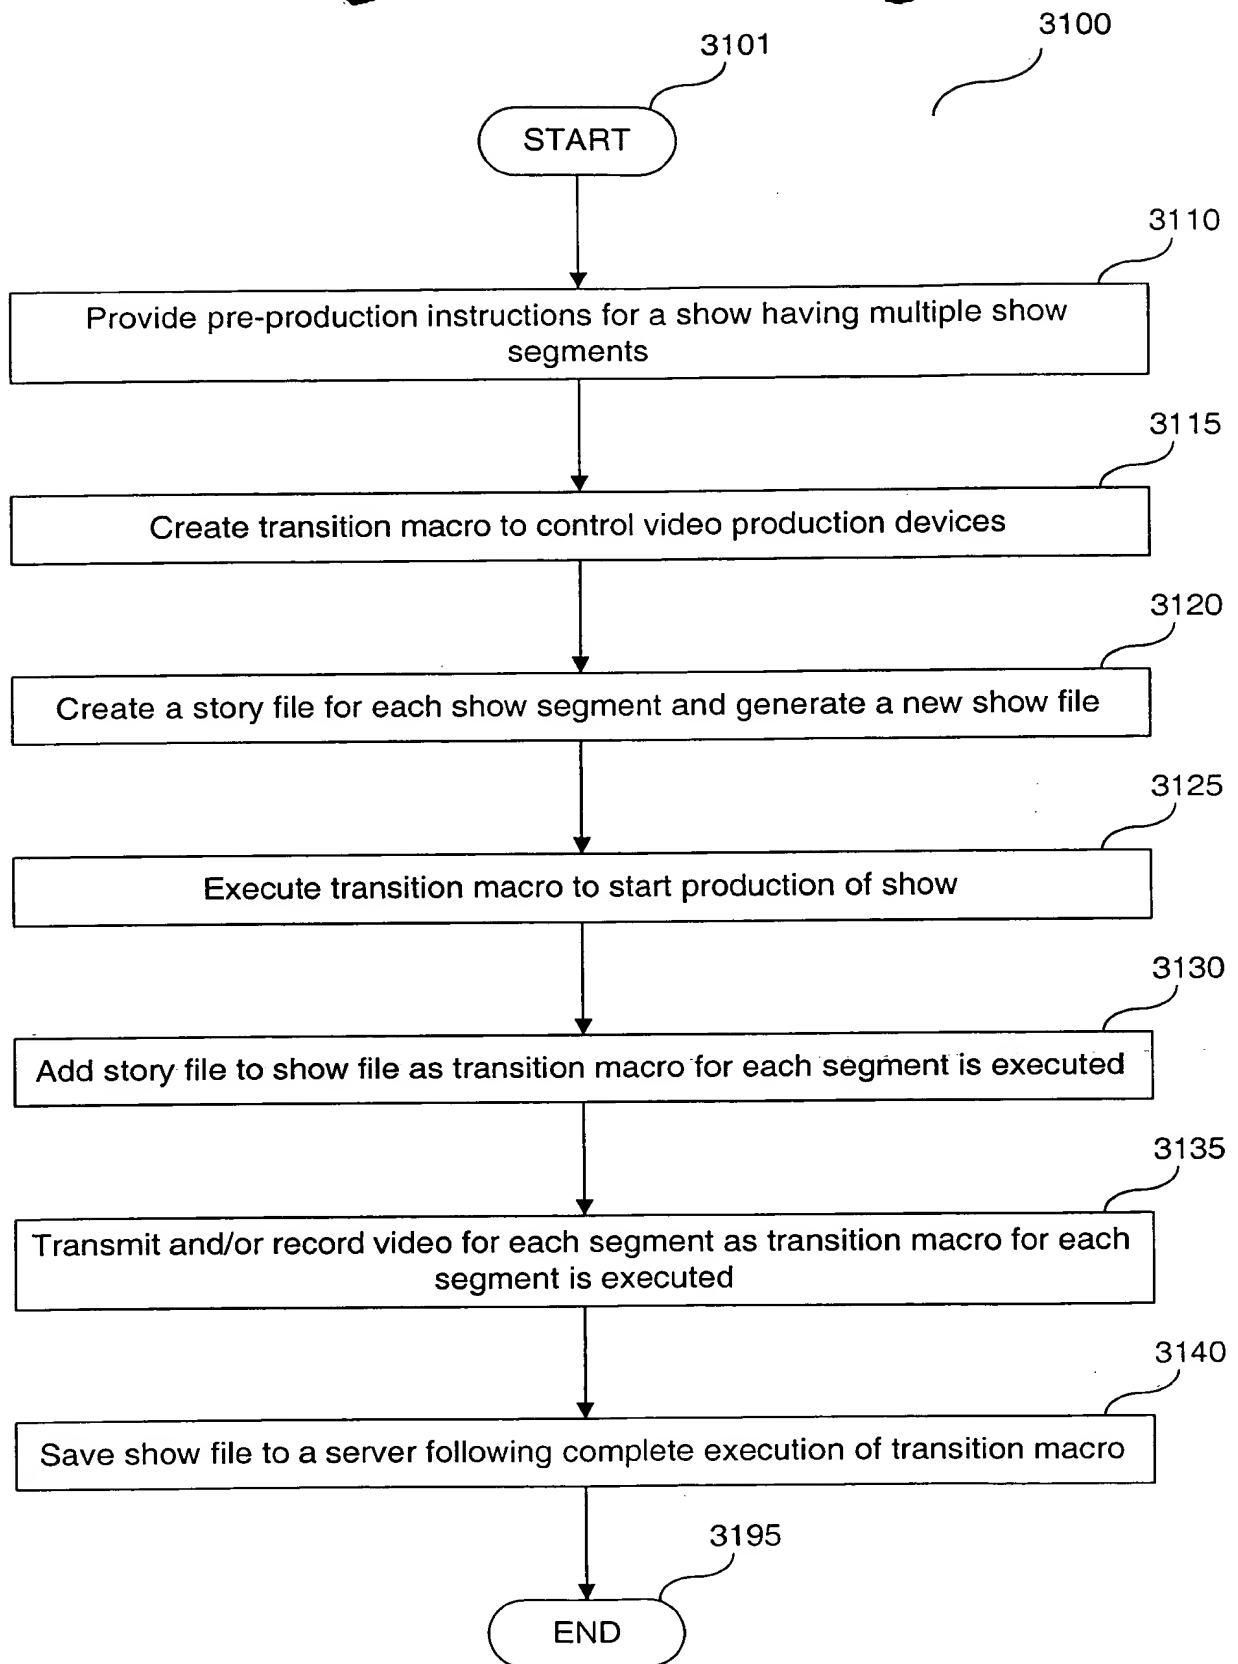 3100
3101
START
3110
Provide pre-production instructions for a show having multiple show
segments
3115
Create transition macro to control video production devices
3120
Create a story file for each show segment and generate a new show file
3125
Execute transition macro to start production of show
3130
Add story file to show file as transition macro for each segment is executed
3135
Transmit and/or record video for each segment as transition macro for each
segment is executed
3140
Save show file to a server following complete execution of transition macro
3195
END